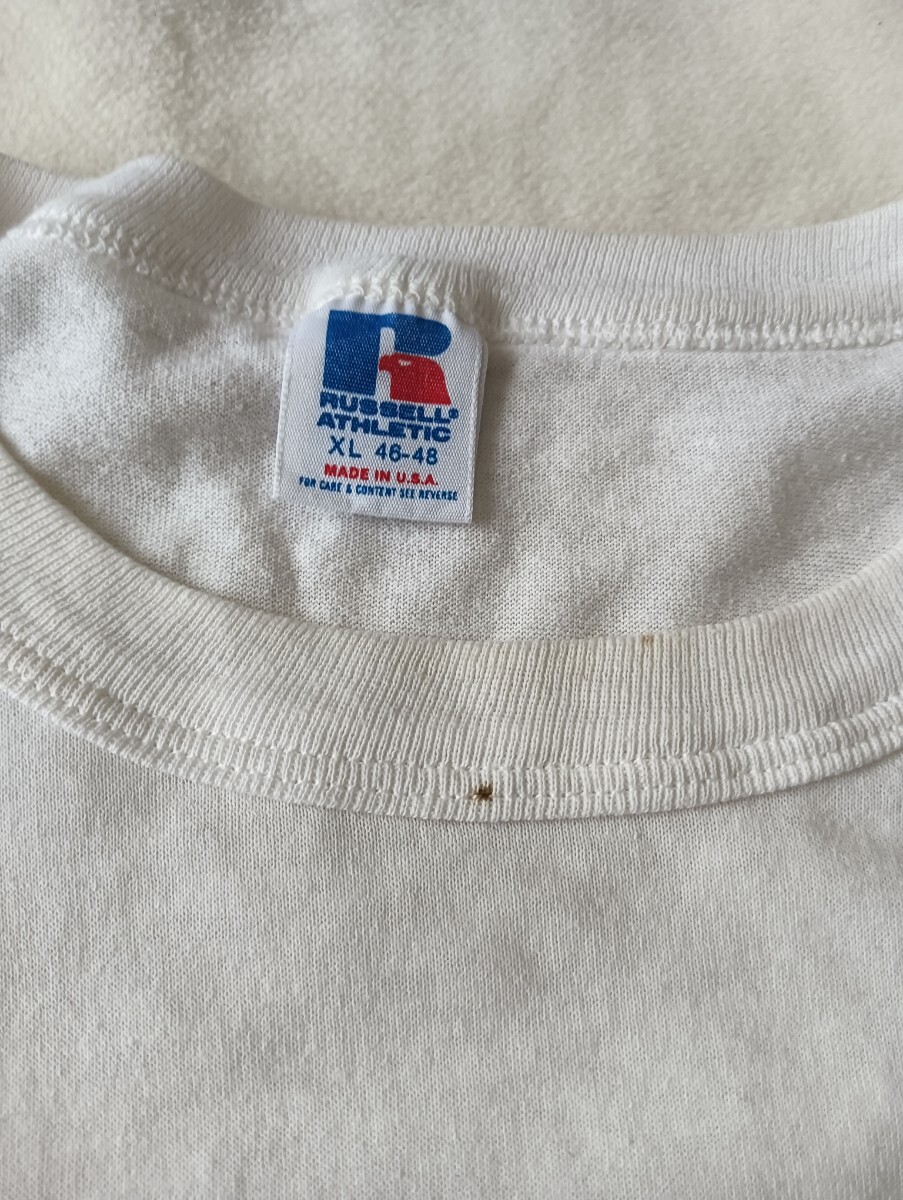 R
RUSSELL®
ATHLETIC
XL 46-48
MADE IN U.S.A.
FOR CARE & CONTENT SEE REVERSE